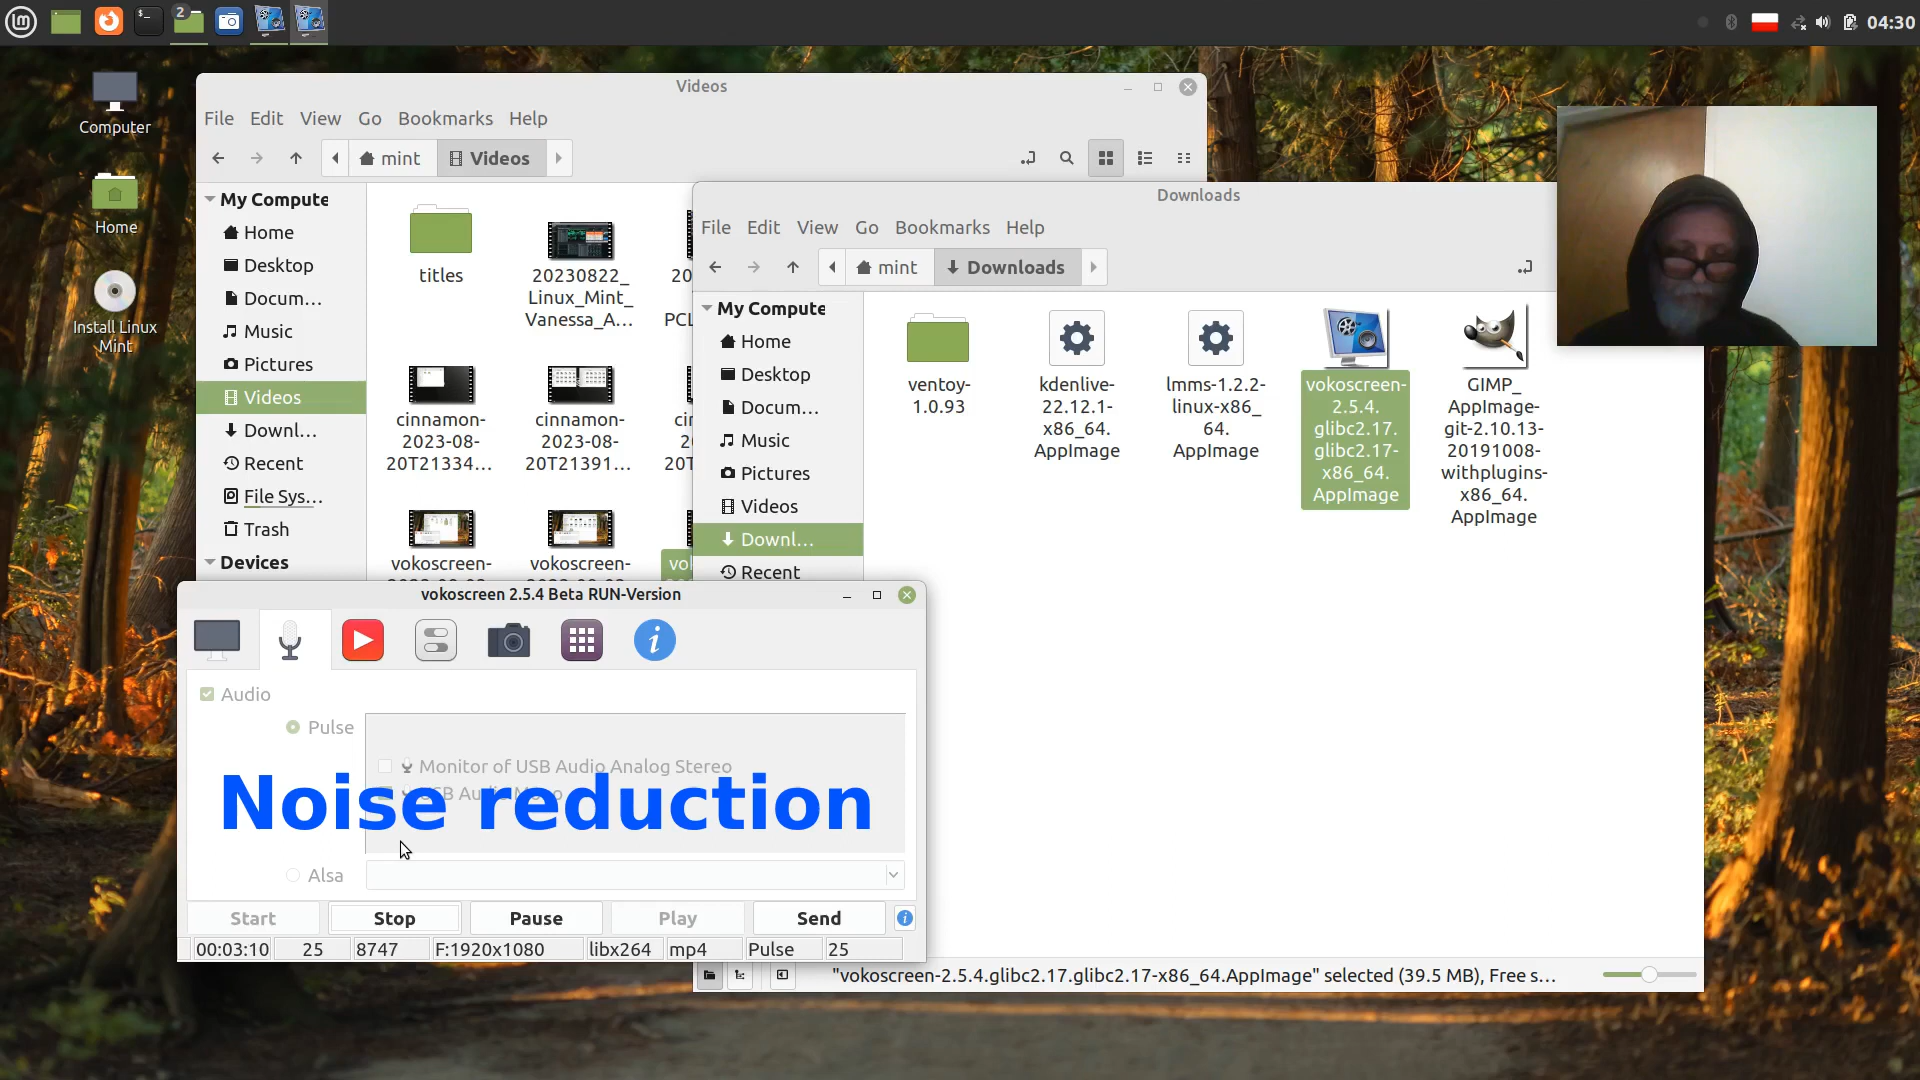 2
04:30
Computer
Home
Install Linux
Mint
Videos
File Edit View Go Bookmarks Help
mint Videos
My Compute
Home
Desktop
Docum...
Music
Pictures
Videos
Downl...
Recent
File Sys...
Trash
Devices
titles
20230822_
Linux_Mint_
Vanessa_A...
20
PCL
cinnamon-
2023-08-
20T21334...
cinnamon-
2023-08-
20T21391...
20T
vokoscreen-
vokoscreen-
Downloads
File Edit View Go Bookmarks Help
mint Downloads
My Compute
Home
Desktop
Docum...
Music
Pictures
Videos
Downl...
Recent
ventoy-
1.0.93
kdenlive-
22.12.1-
x86_64.
AppImage
lmms-1.2.2-
linux-x86_
64.
AppImage
vokoscreen-
2.5.4.
glibc2.17.
glibc2.17-
x86_64.
AppImage
GIMP_
AppImage-
git-2.10.13-
20191008-
withplugins-
x86_64.
AppImage
"vokoscreen-2.5.4.glibc2.17.glibc2.17-x86_64.AppImage" selected (39.5 MB), Free s...
vokoscreen 2.5.4 Beta RUN-Version
Audio
Pulse
Monitor of USB Audio Analog Stereo
USB Audio Mono
Noise reduction
Alsa
Start Stop Pause Play Send
00:03:10 25 8747 F:1920x1080 libx264 mp4 Pulse 25